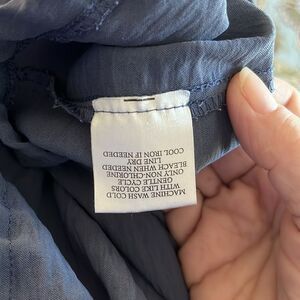 MACHINE WASH COLD
WITH LIKE COLORS
GENTLE CYCLE
ONLY NON-CHLORINE
BLEACH WHEN NEEDED
LINE DRY
COOL IRON IF NEEDED